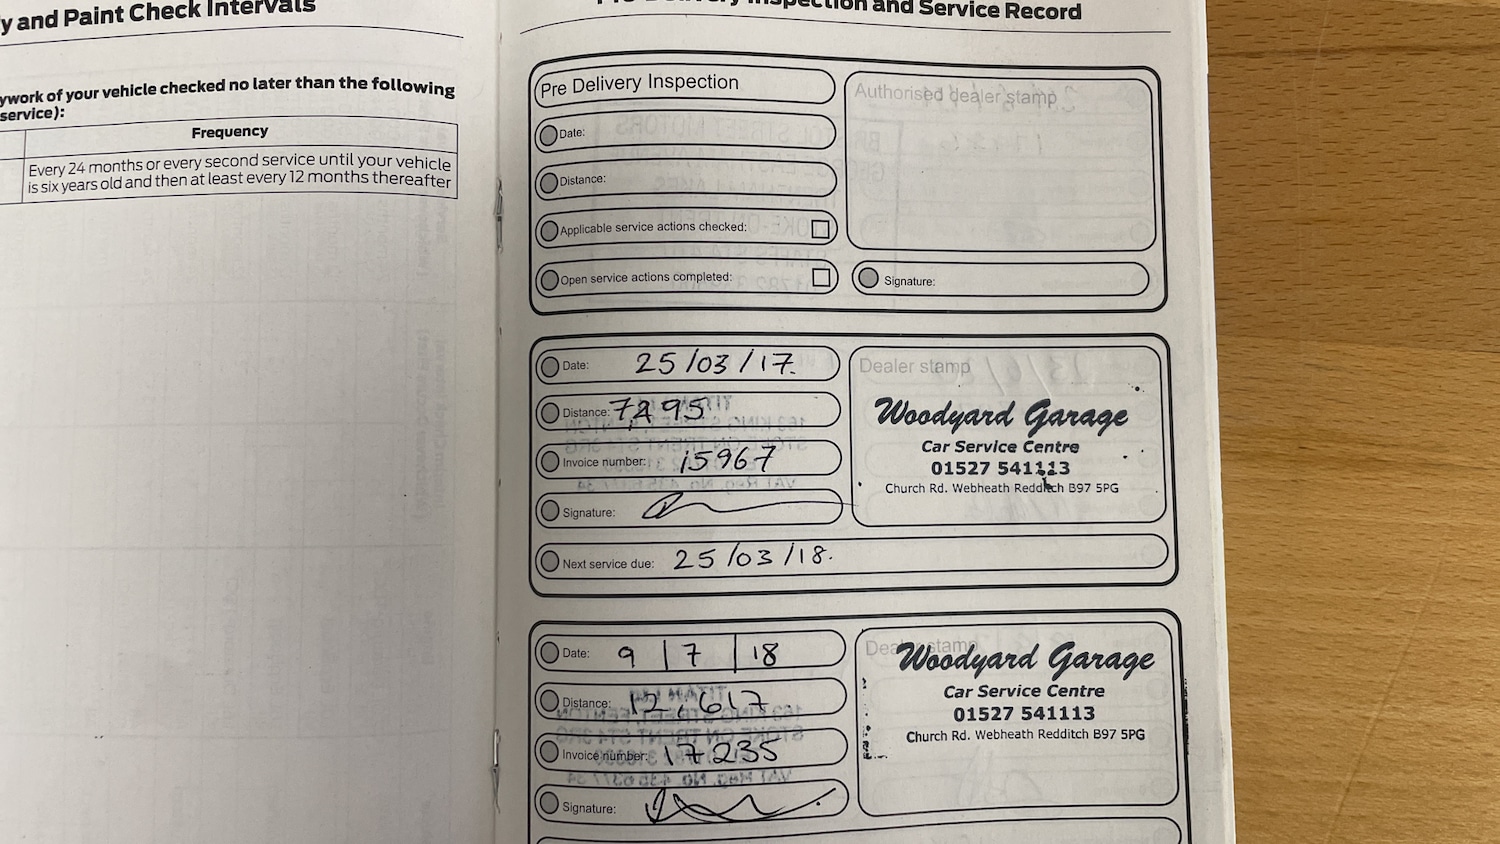 y and Paint Check Intervals
ywork of your vehicle checked no later than the following
service):
Frequency
Every 24 months or every second service until your vehicle
is six years old and then at least every 12 months thereafter
Inspection and Service Record
Pre Delivery Inspection
Authorised dealer stamp
Date:
Distance:
Applicable service actions checked:
Open service actions completed:
Signature:
Date: 25/03/17.
Dealer stamp
Distance:
Woodyard Garage
Car Service Centre
Invoice number: 15967
01527 541113
Church Rd. Webheath Redditch B97 5PG
Signature:
Next service due: 25/03/18.
Date: 9/7/18
Dealer stamp
Woodyard Garage
Car Service Centre
Distance: 12,617
01527 541113
Church Rd. Webheath Redditch B97 5PG
Invoice number: 17235
Signature: